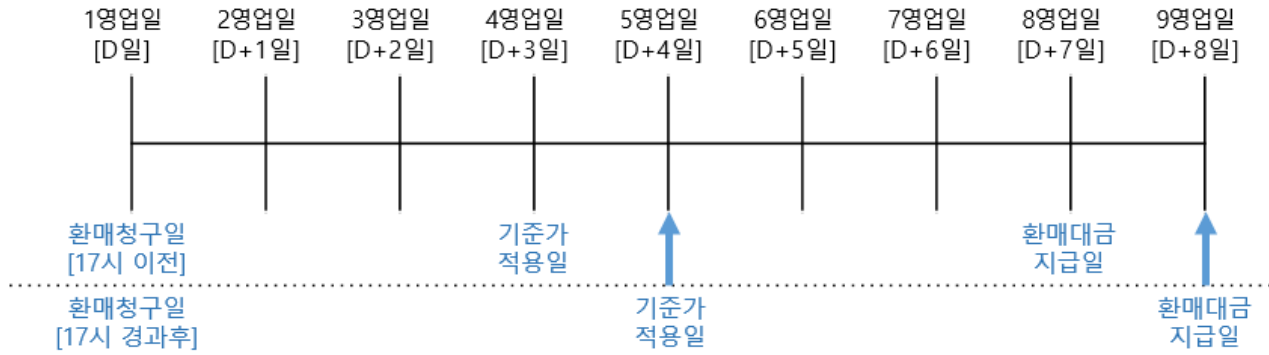 1영업일 2영업일 3영업일 4영업일 5영업일 6영업일 7영업일 8영업일 9영업일
[D일] [D+1일] [D+2일] [D+3일] [D+4일] [D+5일] [D+6일] [D+7일] [D+8일]
환매청구일 기준가 환매대금
[17시 이전] 적용일 지급일
환매청구일 기준가 환매대금
[17시 경과후] 적용일 지급일